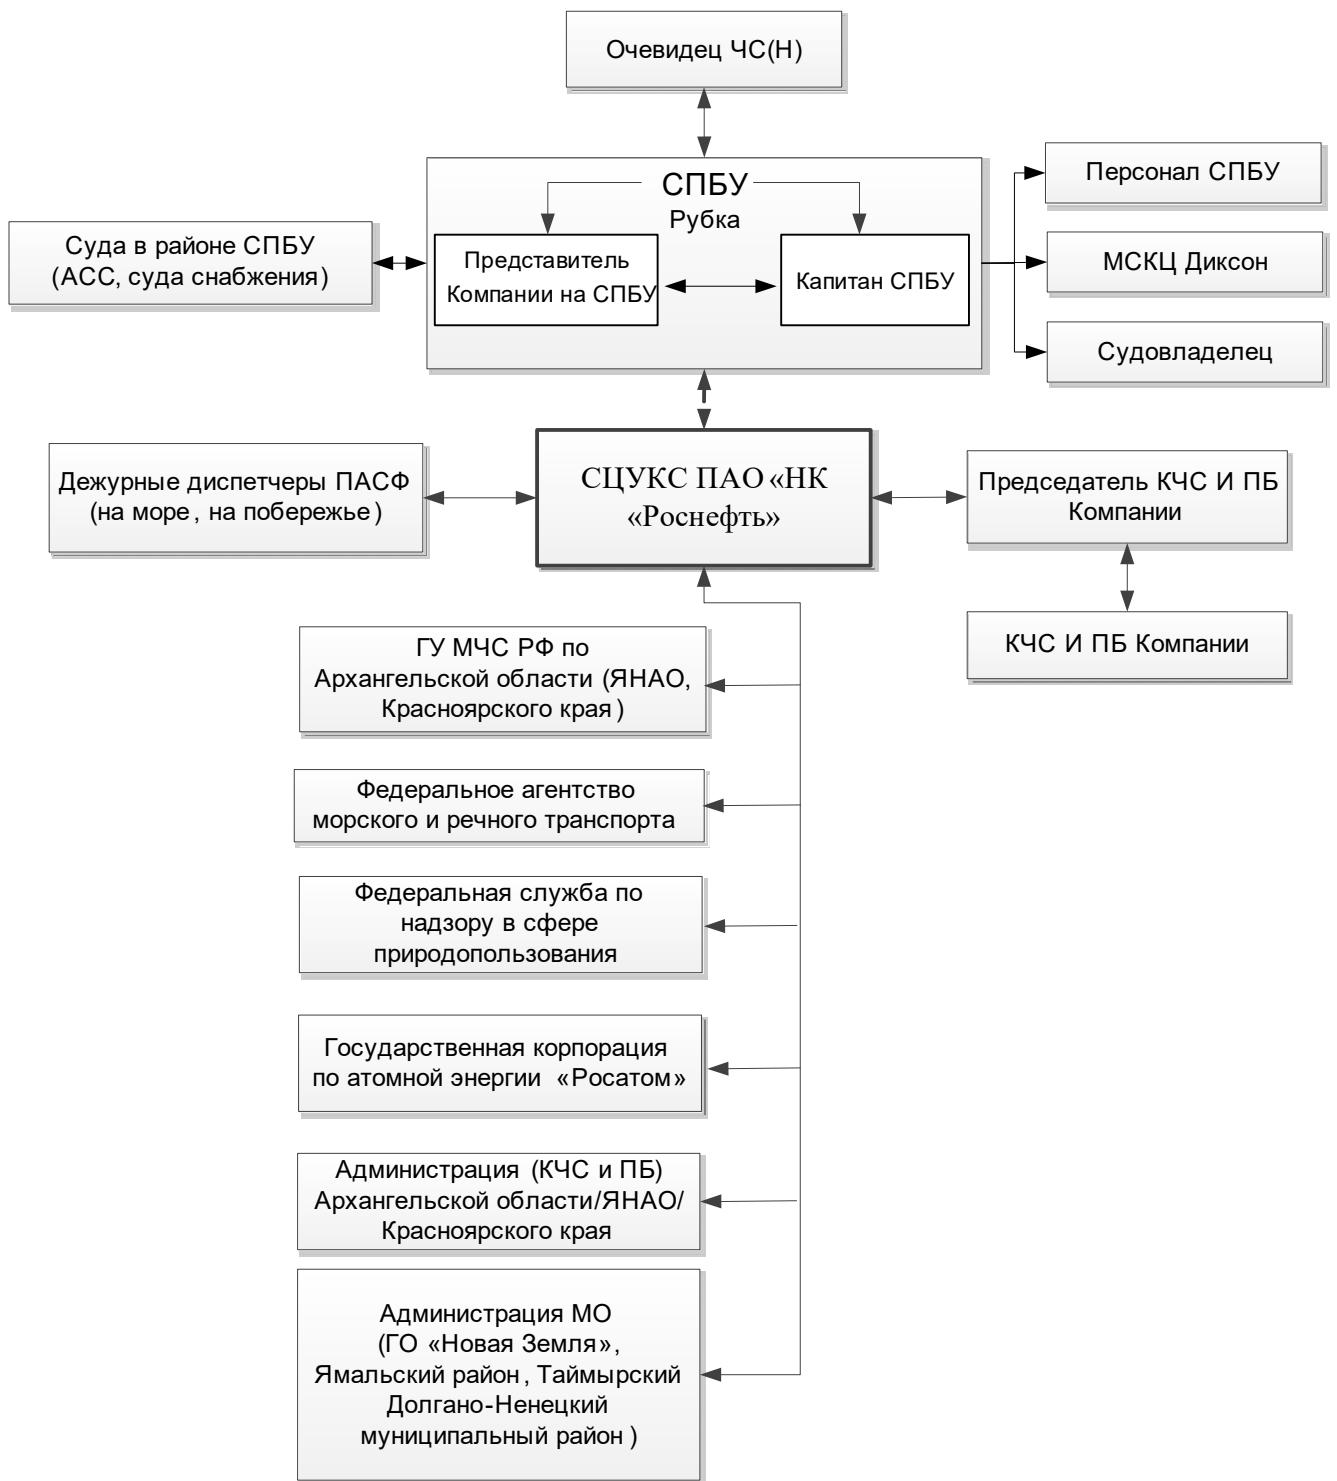 Очевидец ЧС(Н)
СПБУ
Рубка
Представитель
Компании на СПБУ
Капитан СПБУ
Суда в районе СПБУ
(АСС, суда снабжения)
Персонал СПБУ
МСКЦ Диксон
Судовладелец
Дежурные диспетчеры ПАСФ
(на море, на побережье)
СЦУКС ПАО «НК
«Роснефть»
Председатель КЧС И ПБ
Компании
КЧС И ПБ Компании
ГУ МЧС РФ по
Архангельской области (ЯНАО,
Красноярского края)
Федеральное агентство
морского и речного транспорта
Федеральная служба по
надзору в сфере
природопользования
Государственная корпорация
по атомной энергии «Росатом»
Администрация (КЧС и ПБ)
Архангельской области/ЯНАО/
Красноярского края
Администрация МО
(ГО «Новая Земля»,
Ямальский район, Таймырский
Долгано-Ненецкий
муниципальный район)